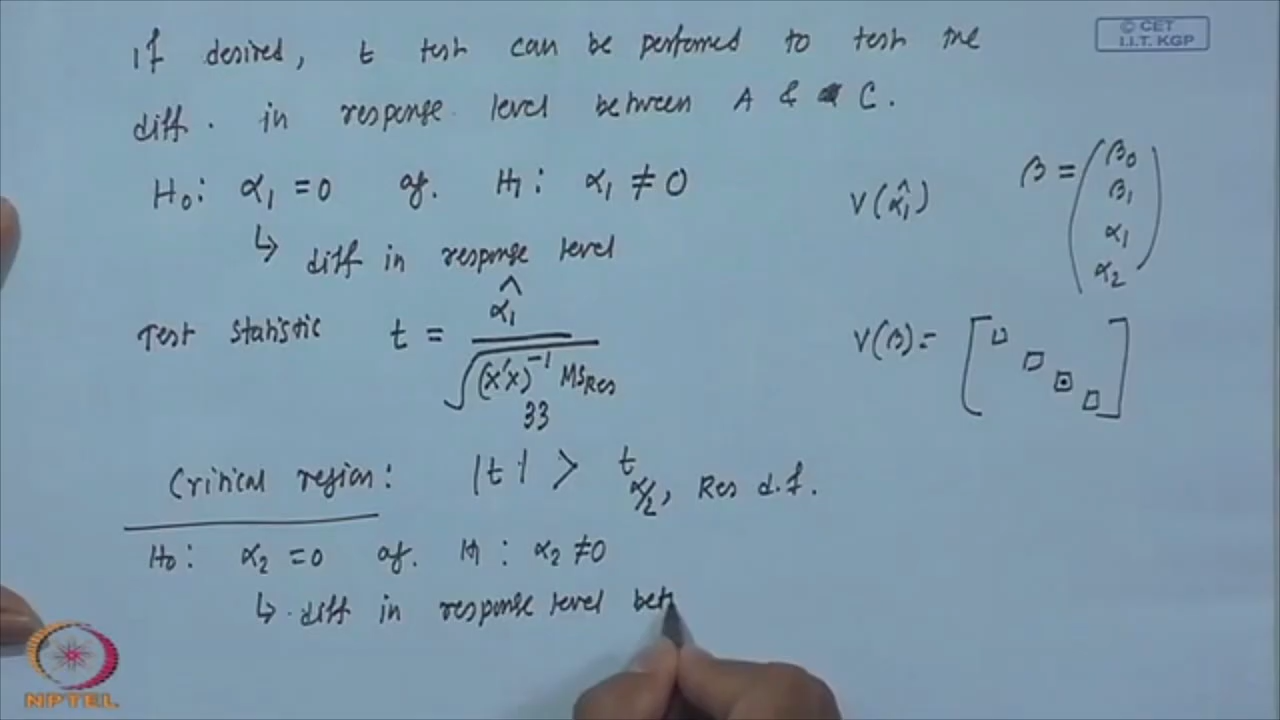 © CET
I.I.T. KGP
If desired, t test can be performed to test the
diff. in response level between A & C.
H₀: α₁ = 0 ag. H₁: α₁ ≠ 0
↳ diff in response level
V(α̂₁)
β = (β₀ β₁ α₁ α₂)
Test statistic t = α̂₁ / √((X'X)⁻¹₃₃ MSRes)
V(β) = [ ]
Critical region: |t| > t α/2, Res d.f.
H₀: α₂ = 0 ag. H₁: α₂ ≠ 0
↳ diff in response level bet
NPTEL